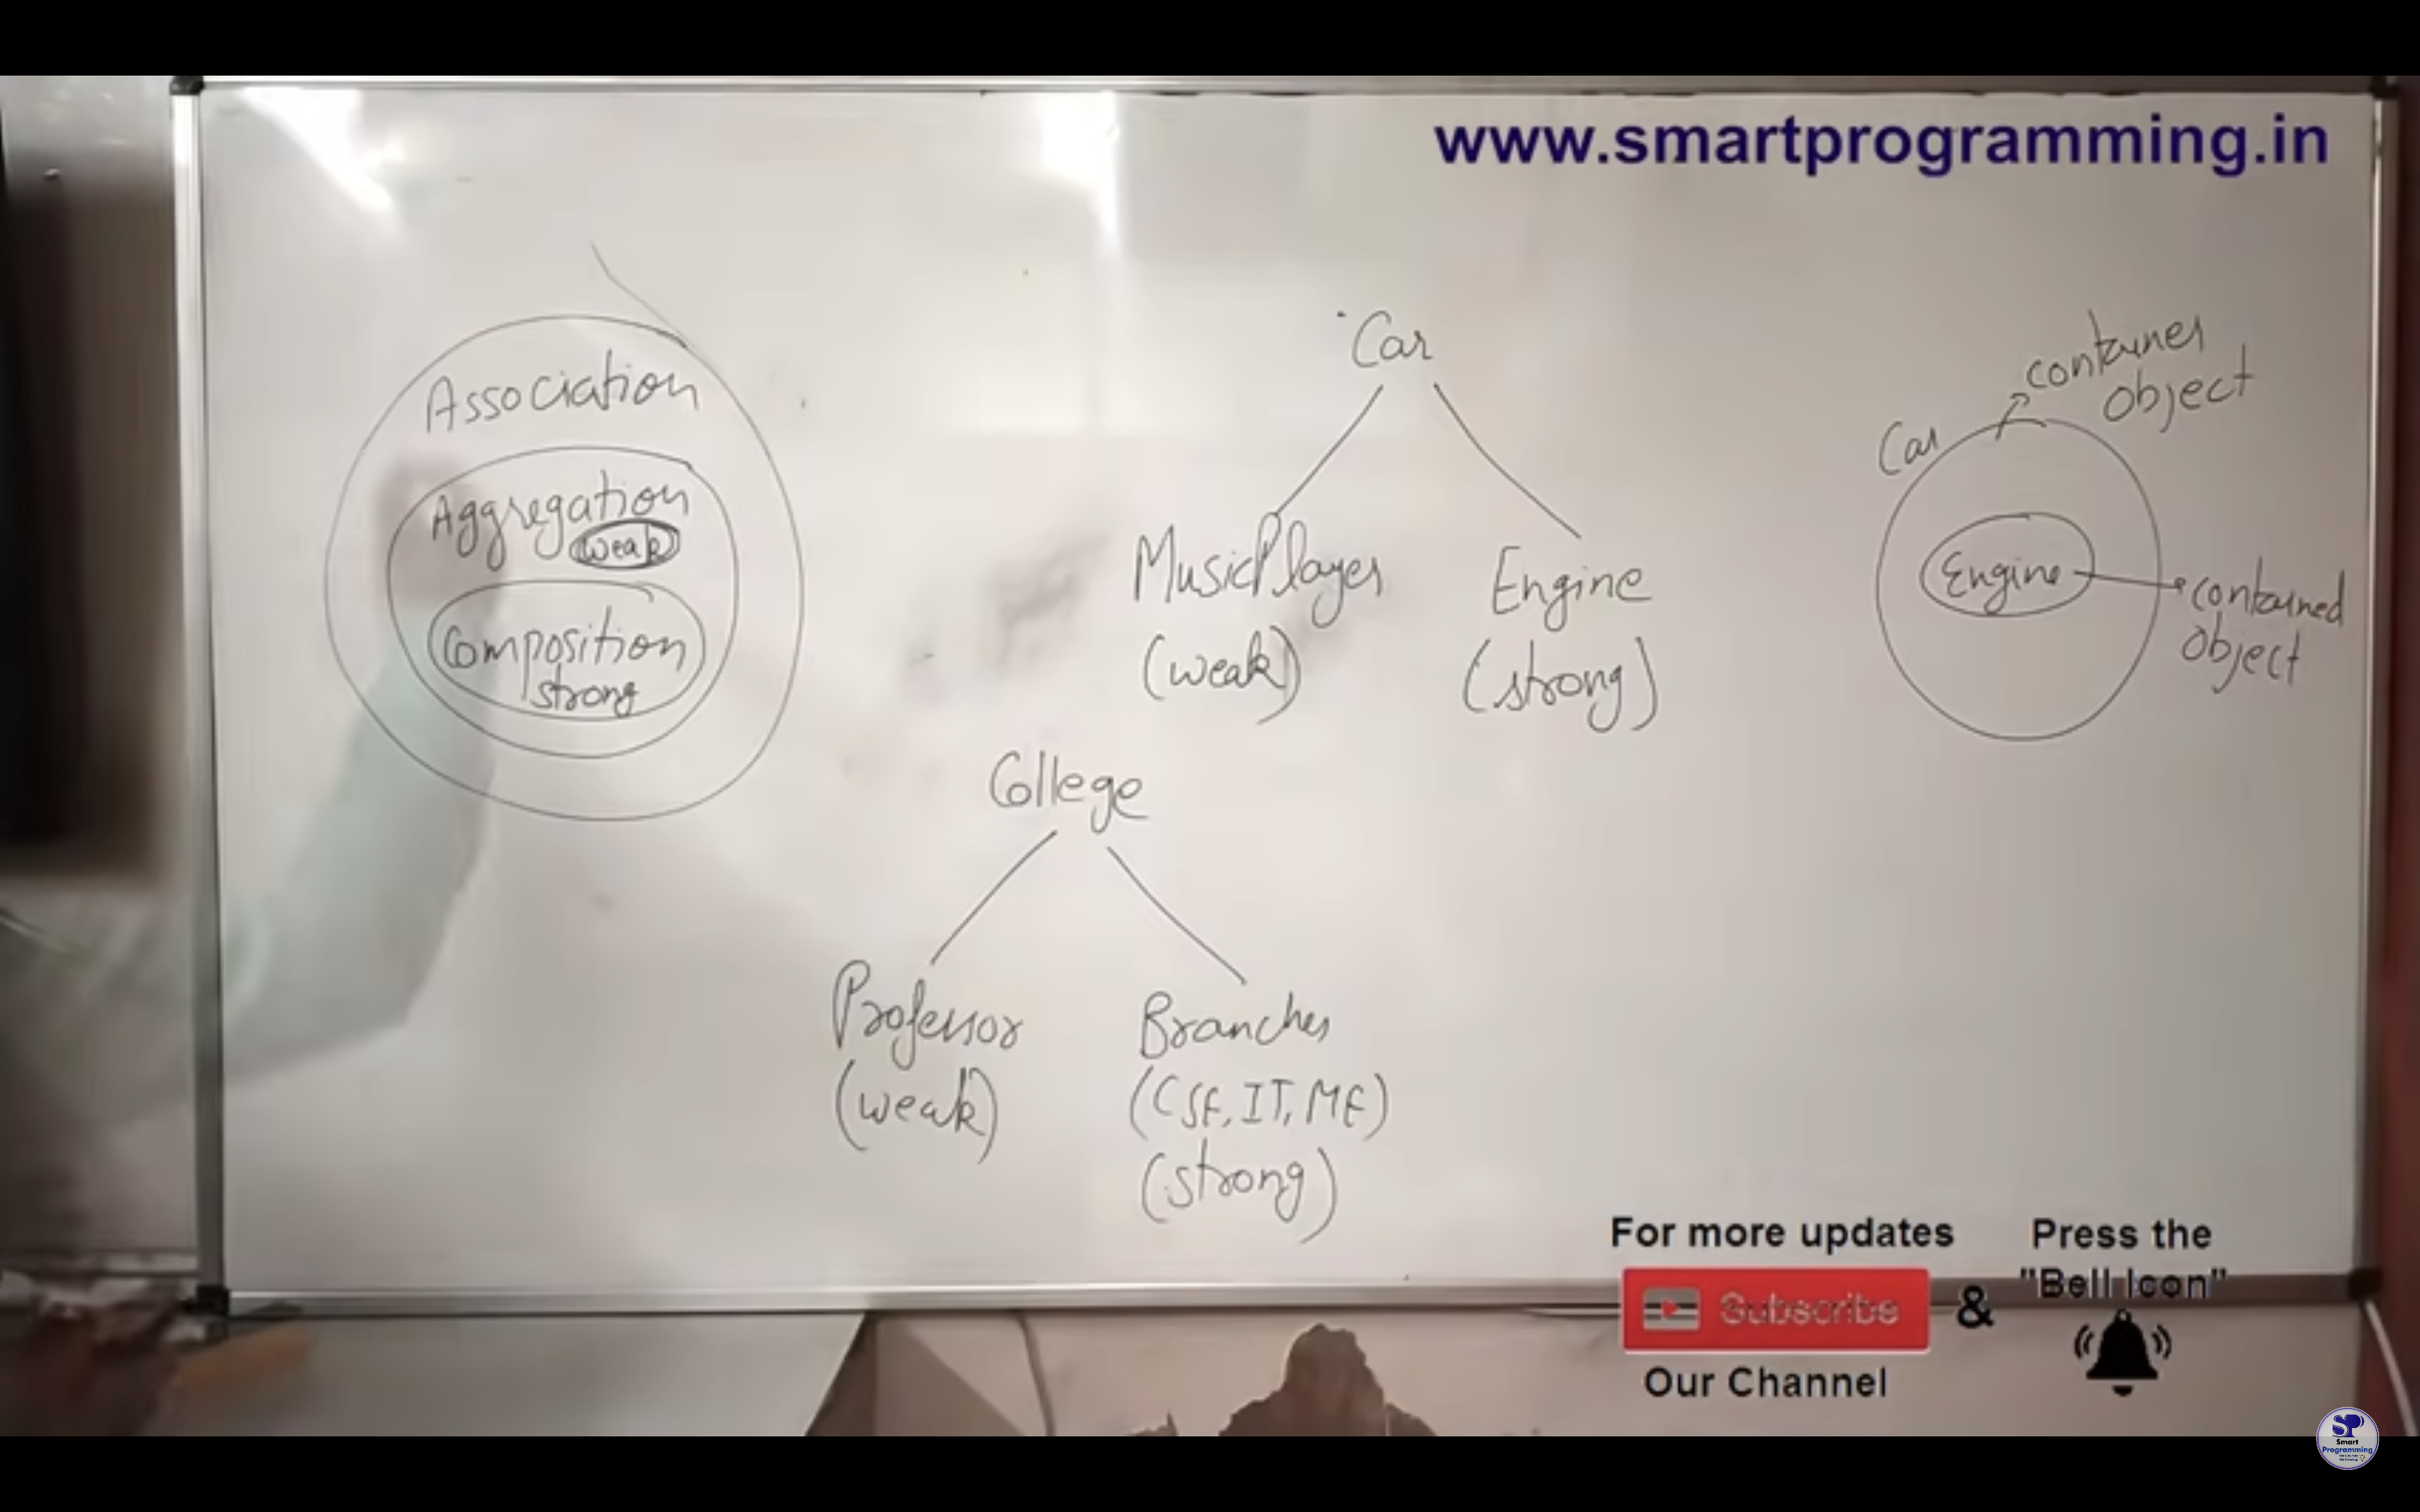 www.smartprogramming.in
Association
Aggregation
weak
Composition
strong
Car
MusicPlayer
(weak)
Engine
(strong)
Car
container
object
Engine
contained
object
College
Professor
(weak)
Branches
(CSE, IT, ME)
(strong)
For more updates
Subscribe
Our Channel
&
Press the
"Bell Icon"
SP
Smart
Programming